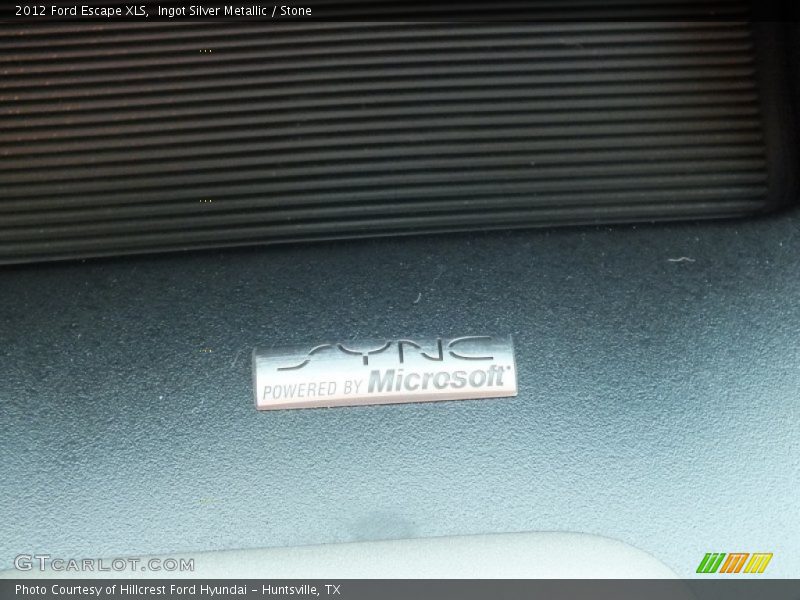 2012 Ford Escape XLS, Ingot Silver Metallic / Stone
SYNC
POWERED BY Microsoft
GTCARLOT.COM
Photo Courtesy of Hillcrest Ford Hyundai - Huntsville, TX